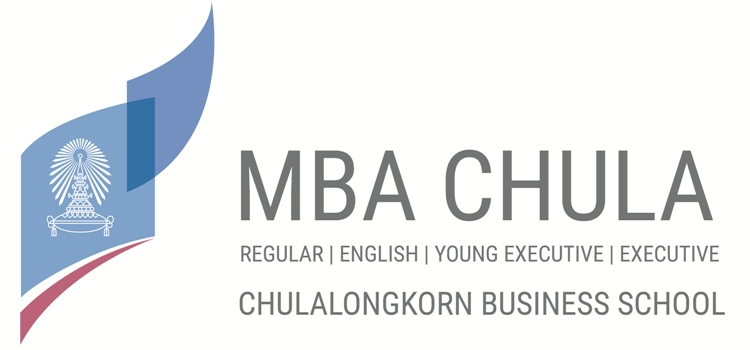 MBA CHULA
REGULAR | ENGLISH | YOUNG EXECUTIVE | EXECUTIVE
CHULALONGKORN BUSINESS SCHOOL